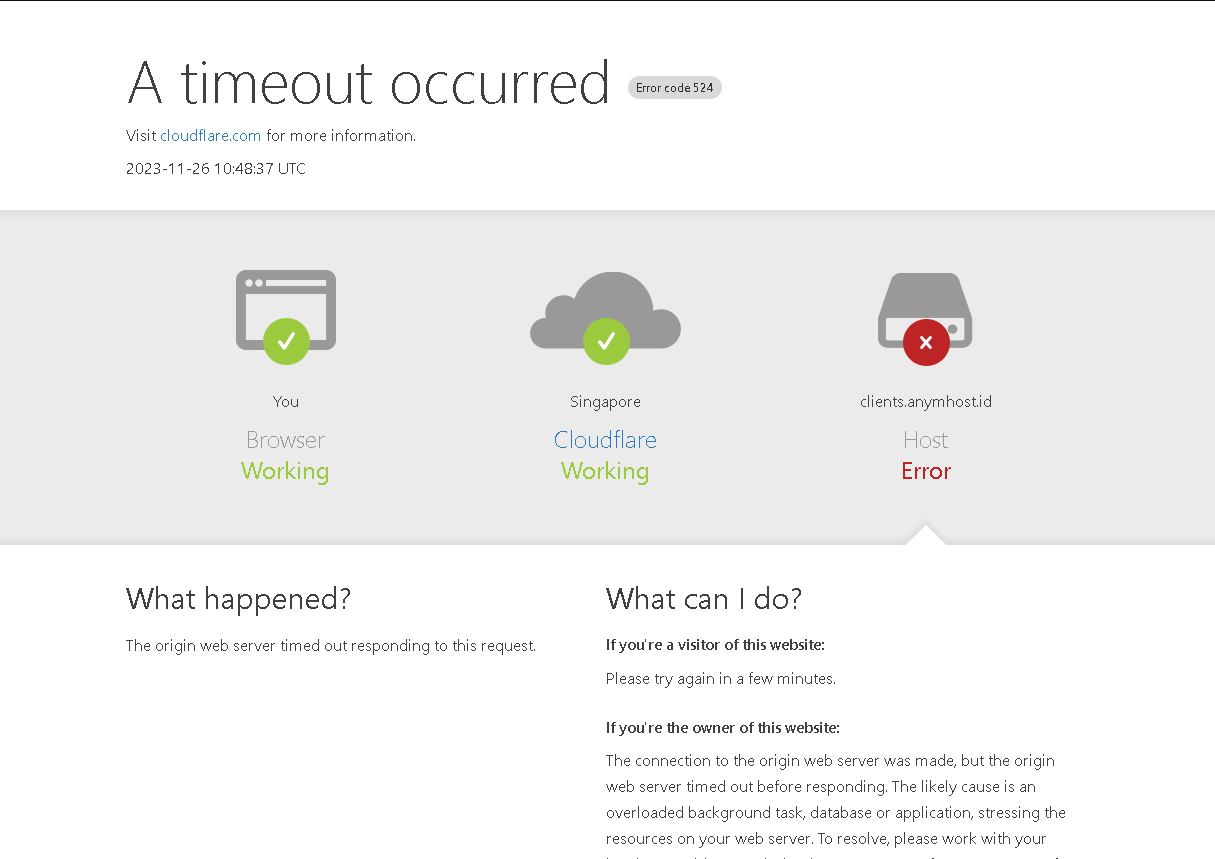 A timeout occurred Error code 524
Visit cloudflare.com for more information.
2023-11-26 10:48:37 UTC
You
Browser
Working
Singapore
Cloudflare
Working
clients.anymhost.id
Host
Error
What happened?
The origin web server timed out responding to this request.
What can I do?
If you're a visitor of this website:
Please try again in a few minutes.
If you're the owner of this website:
The connection to the origin web server was made, but the origin
web server timed out before responding. The likely cause is an
overloaded background task, database or application, stressing the
resources on your web server. To resolve, please work with your